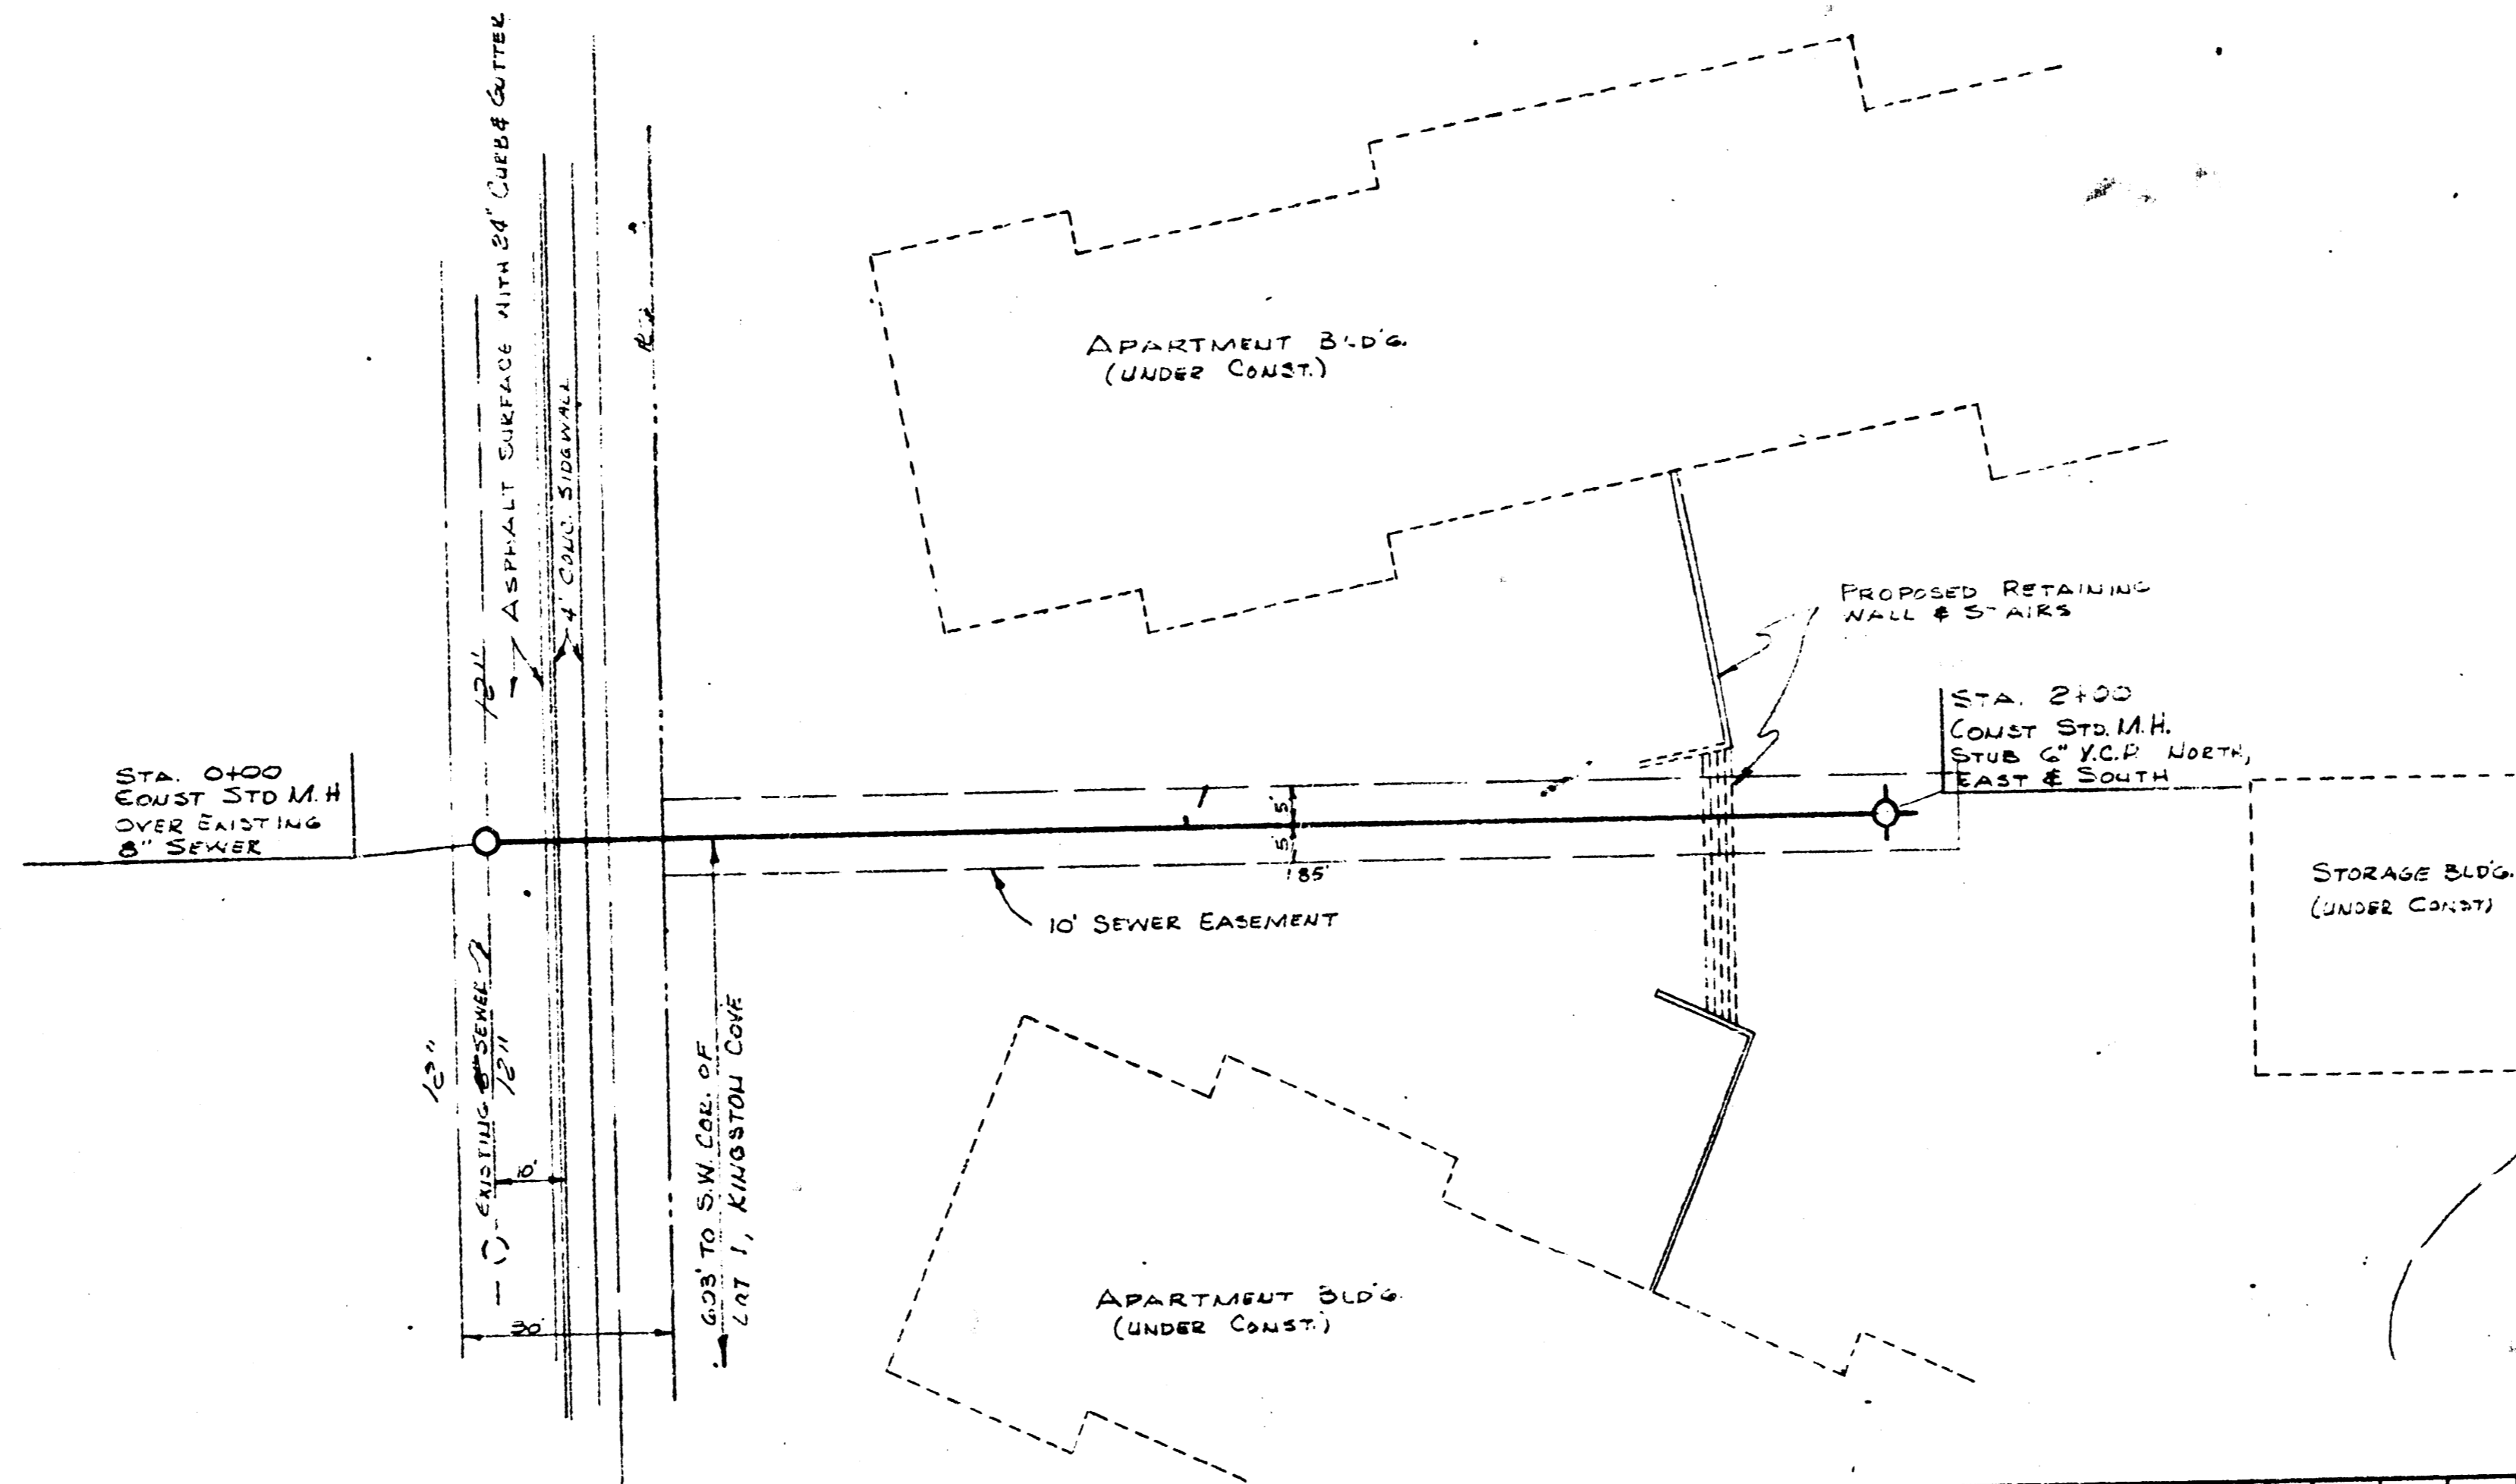 ASPHALT SURFACE WITH 24" CURB & GUTTER
4' CONC. SIDEWALK
APARTMENT BLD'G.
(UNDER CONST.)
PROPOSED RETAINING
WALL & STAIRS
STA. 2+00
CONST STD. M.H.
STUB 6" V.C.P. NORTH,
EAST & SOUTH
STA. 0+00
CONST STD M.H
OVER EXISTING
8" SEWER
12"
5'
5'
185'
10' SEWER EASEMENT
STORAGE BLD'G.
(UNDER CONST)
EXISTING 8" SEWER
12"
12"
30'
603' TO S.W. COR. OF
LOT 1, KINGSTON COVE
APARTMENT BLD'G.
(UNDER CONST.)